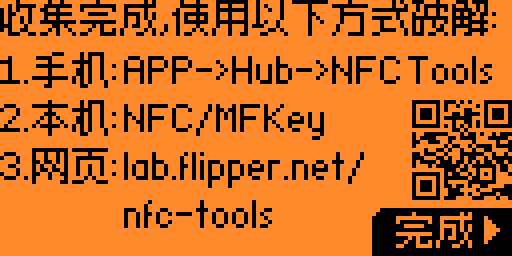 收集完成,使用以下方式破解:
1.手机:APP->Hub->NFC Tools
2.本机:NFC/MFKey
3.网页:lab.flipper.net/
nfc-tools
完成